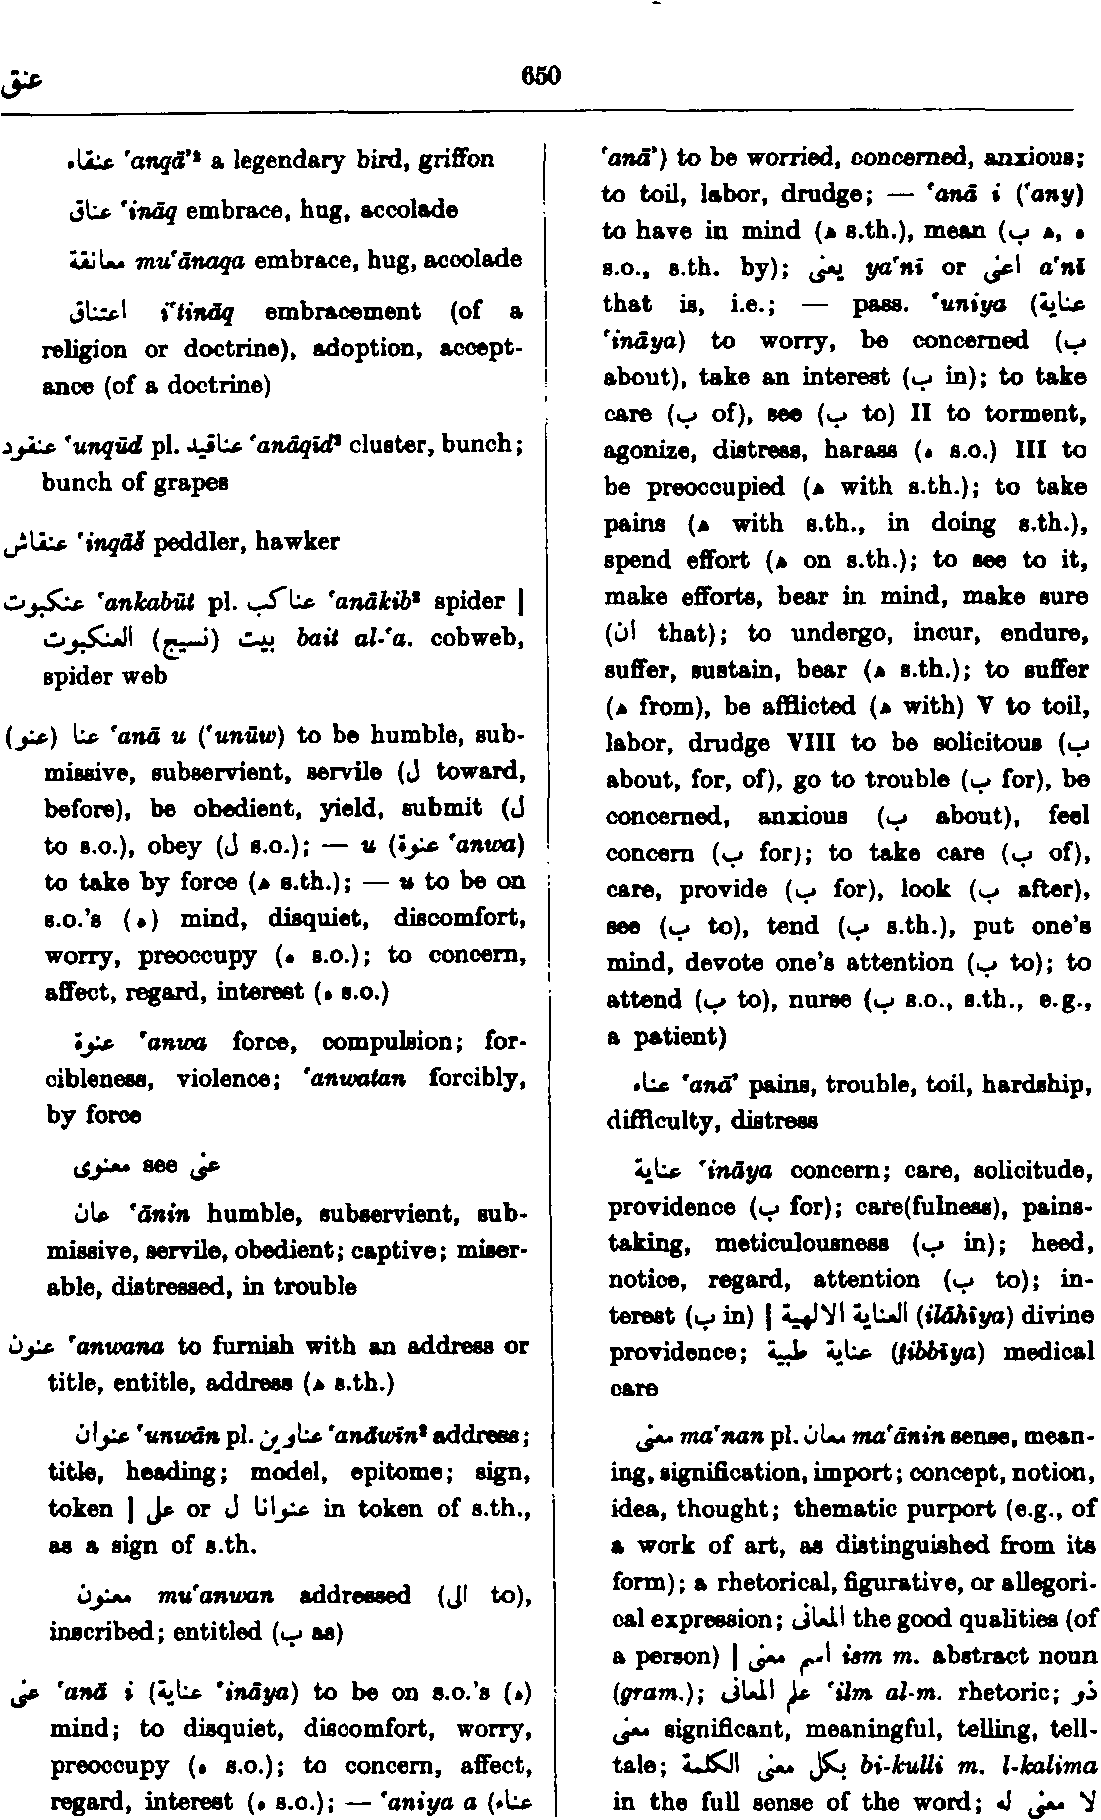 عنق
650
عنقاء ‘anqā’² a legendary bird, griffon
عناق ‘ināq embrace, hug, accolade
معانقة mu‘ānaqa embrace, hug, accolade
اعتناق i‘tināq embracement (of a
religion or doctrine), adoption, accept-
ance (of a doctrine)
عنقود ‘unqūd pl. عناقيد ‘anāqīd² cluster, bunch;
bunch of grapes
عنقاش ‘inqāš peddler, hawker
عنكبوت ‘ankabūt pl. عناكب ‘anākib² spider |
بيت (نسيج) العنكبوت bait al-‘a. cobweb,
spider web
(عنو) عنا ‘anā u (‘unūw) to be humble, sub-
missive, subservient, servile (ل toward,
before), be obedient, yield, submit (ل
to s.o.), obey (ل s.o.); — u (عنوة ‘anwa)
to take by force (ه s.th.); — u to be on
s.o.’s (ه) mind, disquiet, discomfort,
worry, preoccupy (ه s.o.); to concern,
affect, regard, interest (ه s.o.)
عنوة ‘anwa force, compulsion; for-
cibleness, violence; ‘anwatan forcibly,
by force
معنوى see عنى
عان ‘ānin humble, subservient, sub-
missive, servile, obedient; captive; miser-
able, distressed, in trouble
عنون ‘anwana to furnish with an address or
title, entitle, address (ه s.th.)
عنوان ‘unwān pl. عناوين ‘anāwīn² address;
title, heading; model, epitome; sign,
token | على or عنوانا ل in token of s.th.,
as a sign of s.th.
معنون mu‘anwan addressed (الى to),
inscribed; entitled (ب as)
عنى ‘anā i (عناية ‘ināya) to be on s.o.’s (ه)
mind; to disquiet, discomfort, worry,
preoccupy (ه s.o.); to concern, affect,
regard, interest (ه s.o.); — ‘aniya a (عناء
‘anā’) to be worried, concerned, anxious;
to toil, labor, drudge; — ‘anā i (‘any)
to have in mind (ه s.th.), mean (ب ه, ه
s.o., s.th. by); يعنى ya‘nī or اعنى a‘nī
that is, i.e.; — pass. ‘uniya (عناية
‘ināya) to worry, be concerned (ب
about), take an interest (ب in); to take
care (ب of), see (ب to) II to torment,
agonize, distress, harass (ه s.o.) III to
be preoccupied (ه with s.th.); to take
pains (ه with s.th., in doing s.th.),
spend effort (ه on s.th.); to see to it,
make efforts, bear in mind, make sure
(ان that); to undergo, incur, endure,
suffer, sustain, bear (ه s.th.); to suffer
(ه from), be afflicted (ه with) V to toil,
labor, drudge VIII to be solicitous (ب
about, for, of), go to trouble (ب for), be
concerned, anxious (ب about), feel
concern (ب for); to take care (ب of),
care, provide (ب for), look (ب after),
see (ب to), tend (ب s.th.), put one’s
mind, devote one’s attention (ب to); to
attend (ب to), nurse (ب s.o., s.th., e.g.,
a patient)
عناء ‘anā’ pains, trouble, toil, hardship,
difficulty, distress
عناية ‘ināya concern; care, solicitude,
providence (ب for); care(fulness), pains-
taking, meticulousness (ب in); heed,
notice, regard, attention (ب to); in-
terest (ب in) | العناية الالهية (ilāhīya) divine
providence; عناية طبية (ṭibbīya) medical
care
معنى ma‘nan pl. معان ma‘ānin sense, mean-
ing, signification, import; concept, notion,
idea, thought; thematic purport (e.g., of
a work of art, as distinguished from its
form); a rhetorical, figurative, or allegori-
cal expression; المعانى the good qualities (of
a person) | اسم معنى ism m. abstract noun
(gram.); علم المعانى ‘ilm al-m. rhetoric; ذو
معنى significant, meaningful, telling, tell-
tale; بكل معنى الكلمة bi-kulli m. l-kalima
in the full sense of the word; لا معنى له